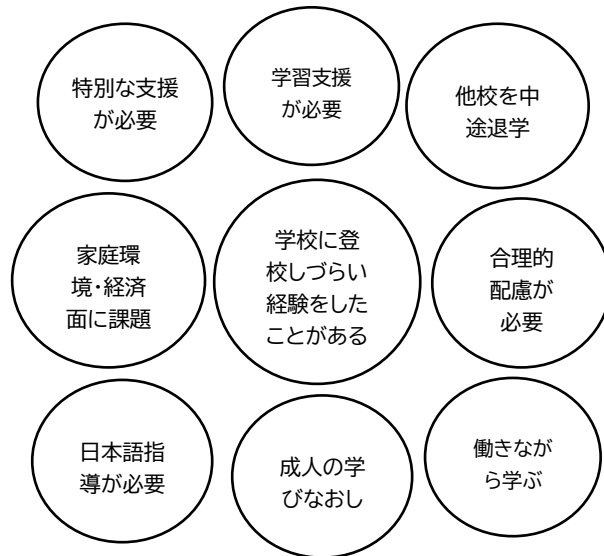 特別な支援
が必要
学習支援
が必要
他校を中
途退学
家庭環
境・経済
面に課題
学校に登
校しづらい
経験をした
ことがある
合理的
配慮が
必要
日本語指
導が必要
成人の学
びなおし
働きなが
ら学ぶ